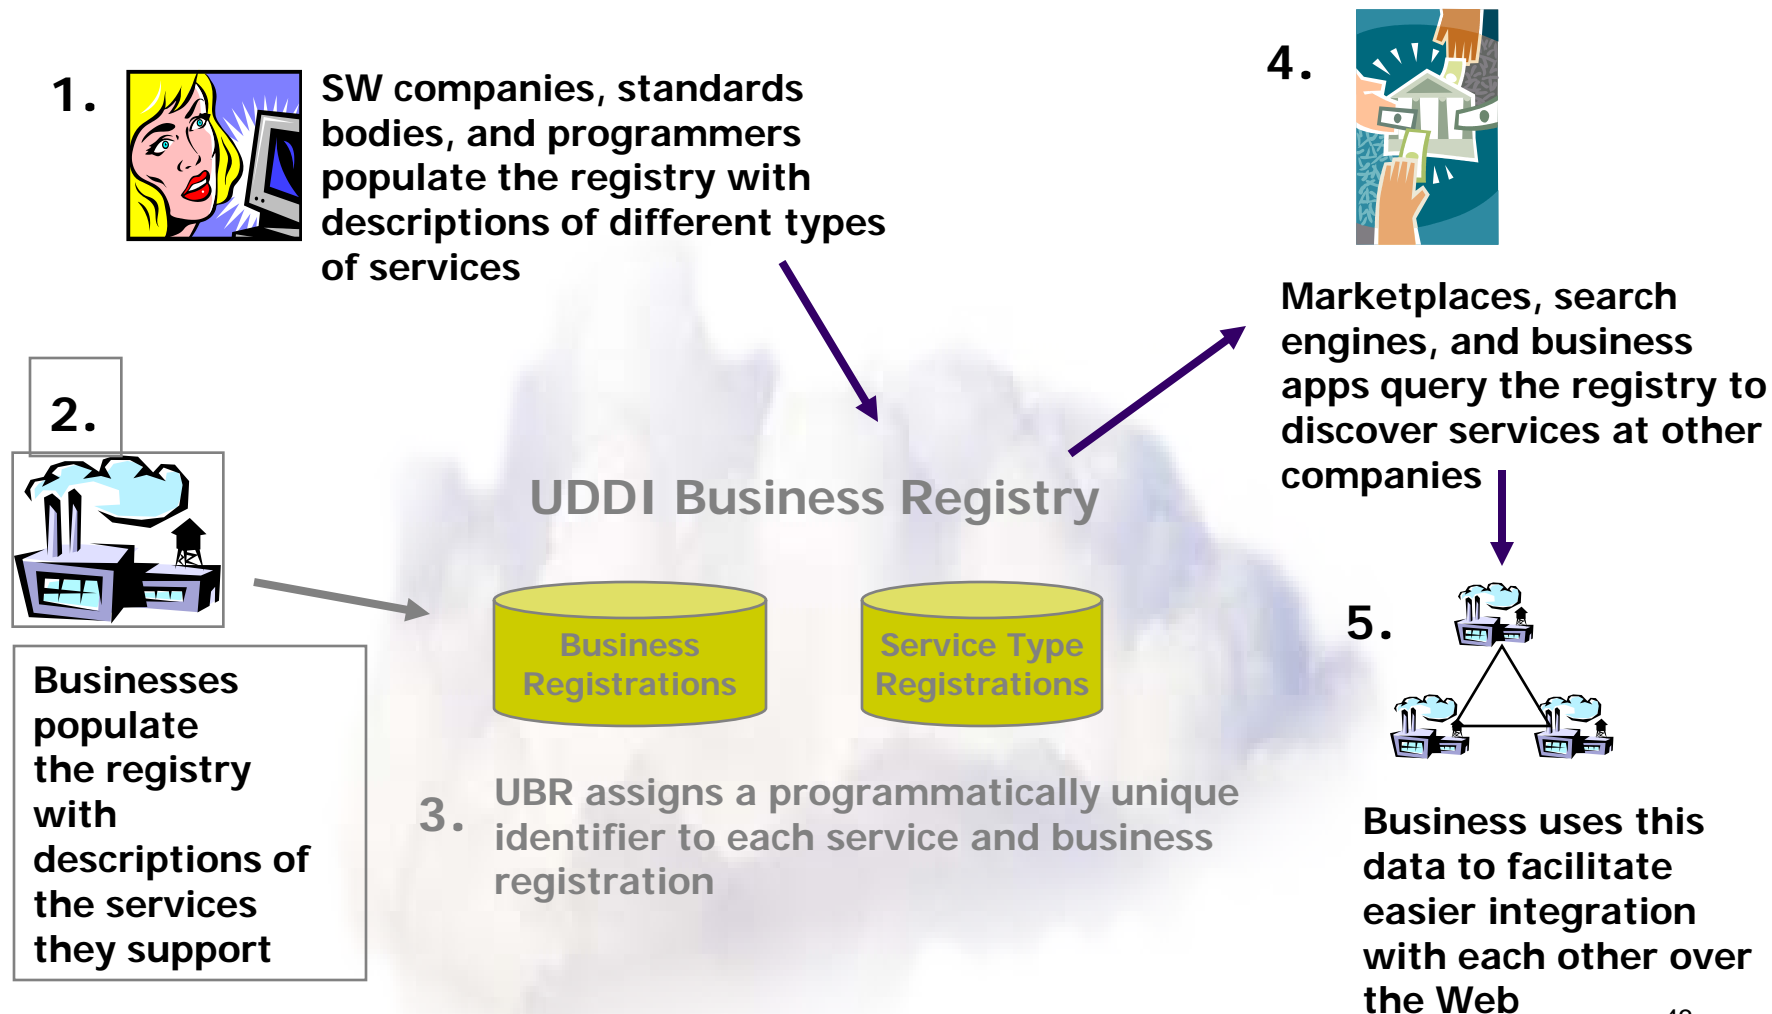 1.
SW companies, standards
bodies, and programmers
populate the registry with
descriptions of different types
of services
2.
Businesses
populate
the registry
with
descriptions of
the services
they support
UDDI Business Registry
Business
Registrations
Service Type
Registrations
3.
UBR assigns a programmatically unique
identifier to each service and business
registration
4.
Marketplaces, search
engines, and business
apps query the registry to
discover services at other
companies
5.
Business uses this
data to facilitate
easier integration
with each other over
the Web